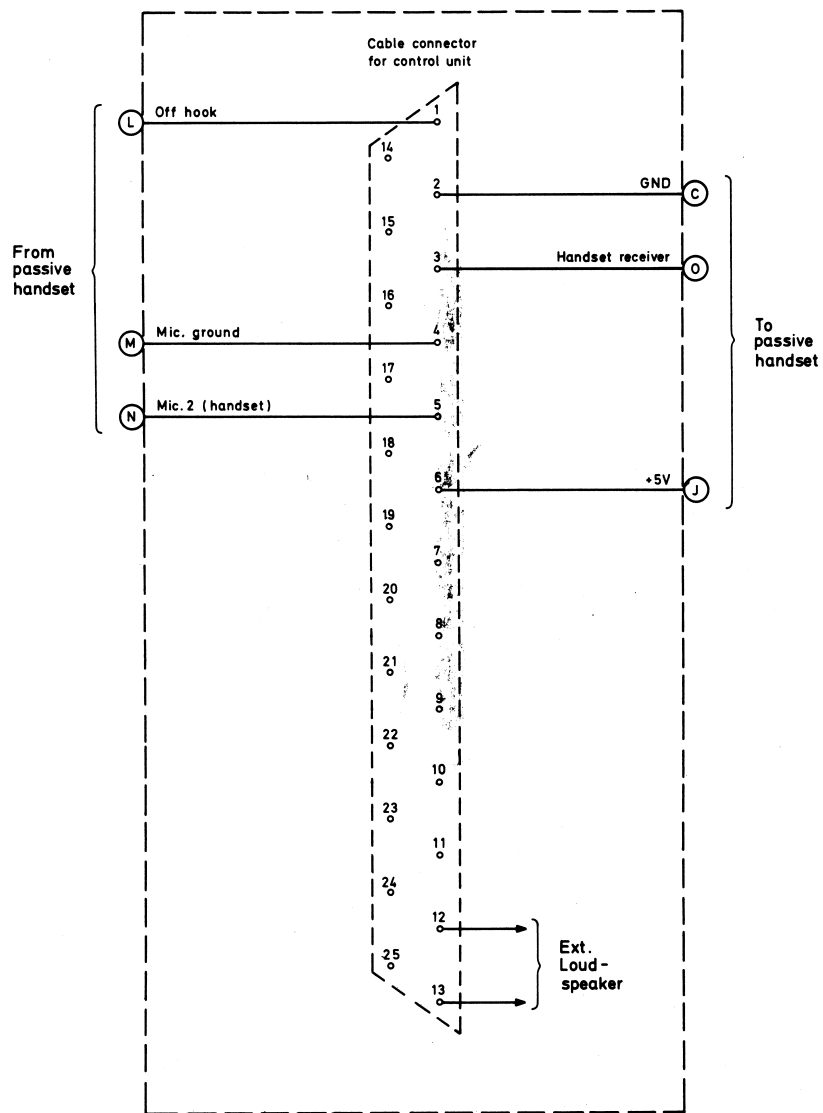 Cable connector
for control unit
L
Off hook
1
14
2
GND
C
15
3
Handset receiver
O
From
passive
handset
16
M
Mic. ground
4
To
passive
handset
17
N
Mic.2 (handset)
5
18
6
+5V
J
19
7
20
8
21
9
22
10
23
11
24
12
Ext.
Loud-
speaker
25
13